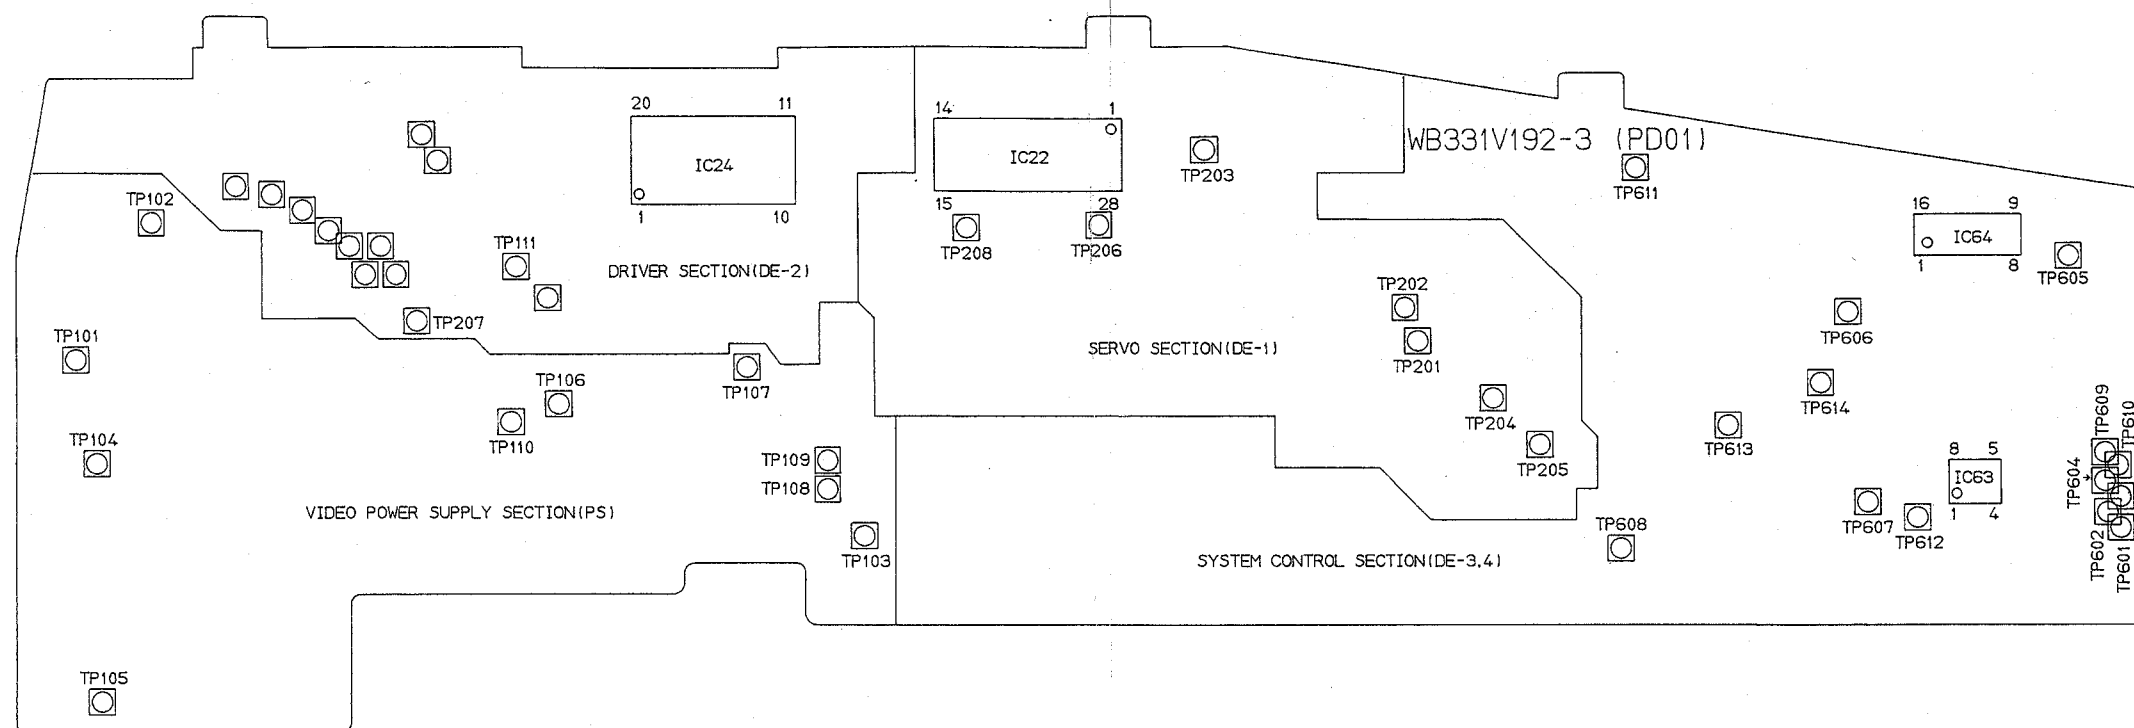 20 11
IC24
1 10
14 1
IC22
15 28
WB331V192-3 (PD01)
TP203
TP611
TP102
16 9
IC64
1 8
TP208
TP206
TP111
DRIVER SECTION(DE-2)
TP605
TP202
TP207
TP606
TP101
SERVO SECTION(DE-1)
TP201
TP106
TP107
TP614
TP609
TP610
TP204
TP104
TP110
TP205
TP613
TP109
TP108
8 5
IC63
1 4
TP604
VIDEO POWER SUPPLY SECTION(PS)
TP607
TP612
TP608
TP103
SYSTEM CONTROL SECTION(DE-3,4)
TP602
TP601
TP105